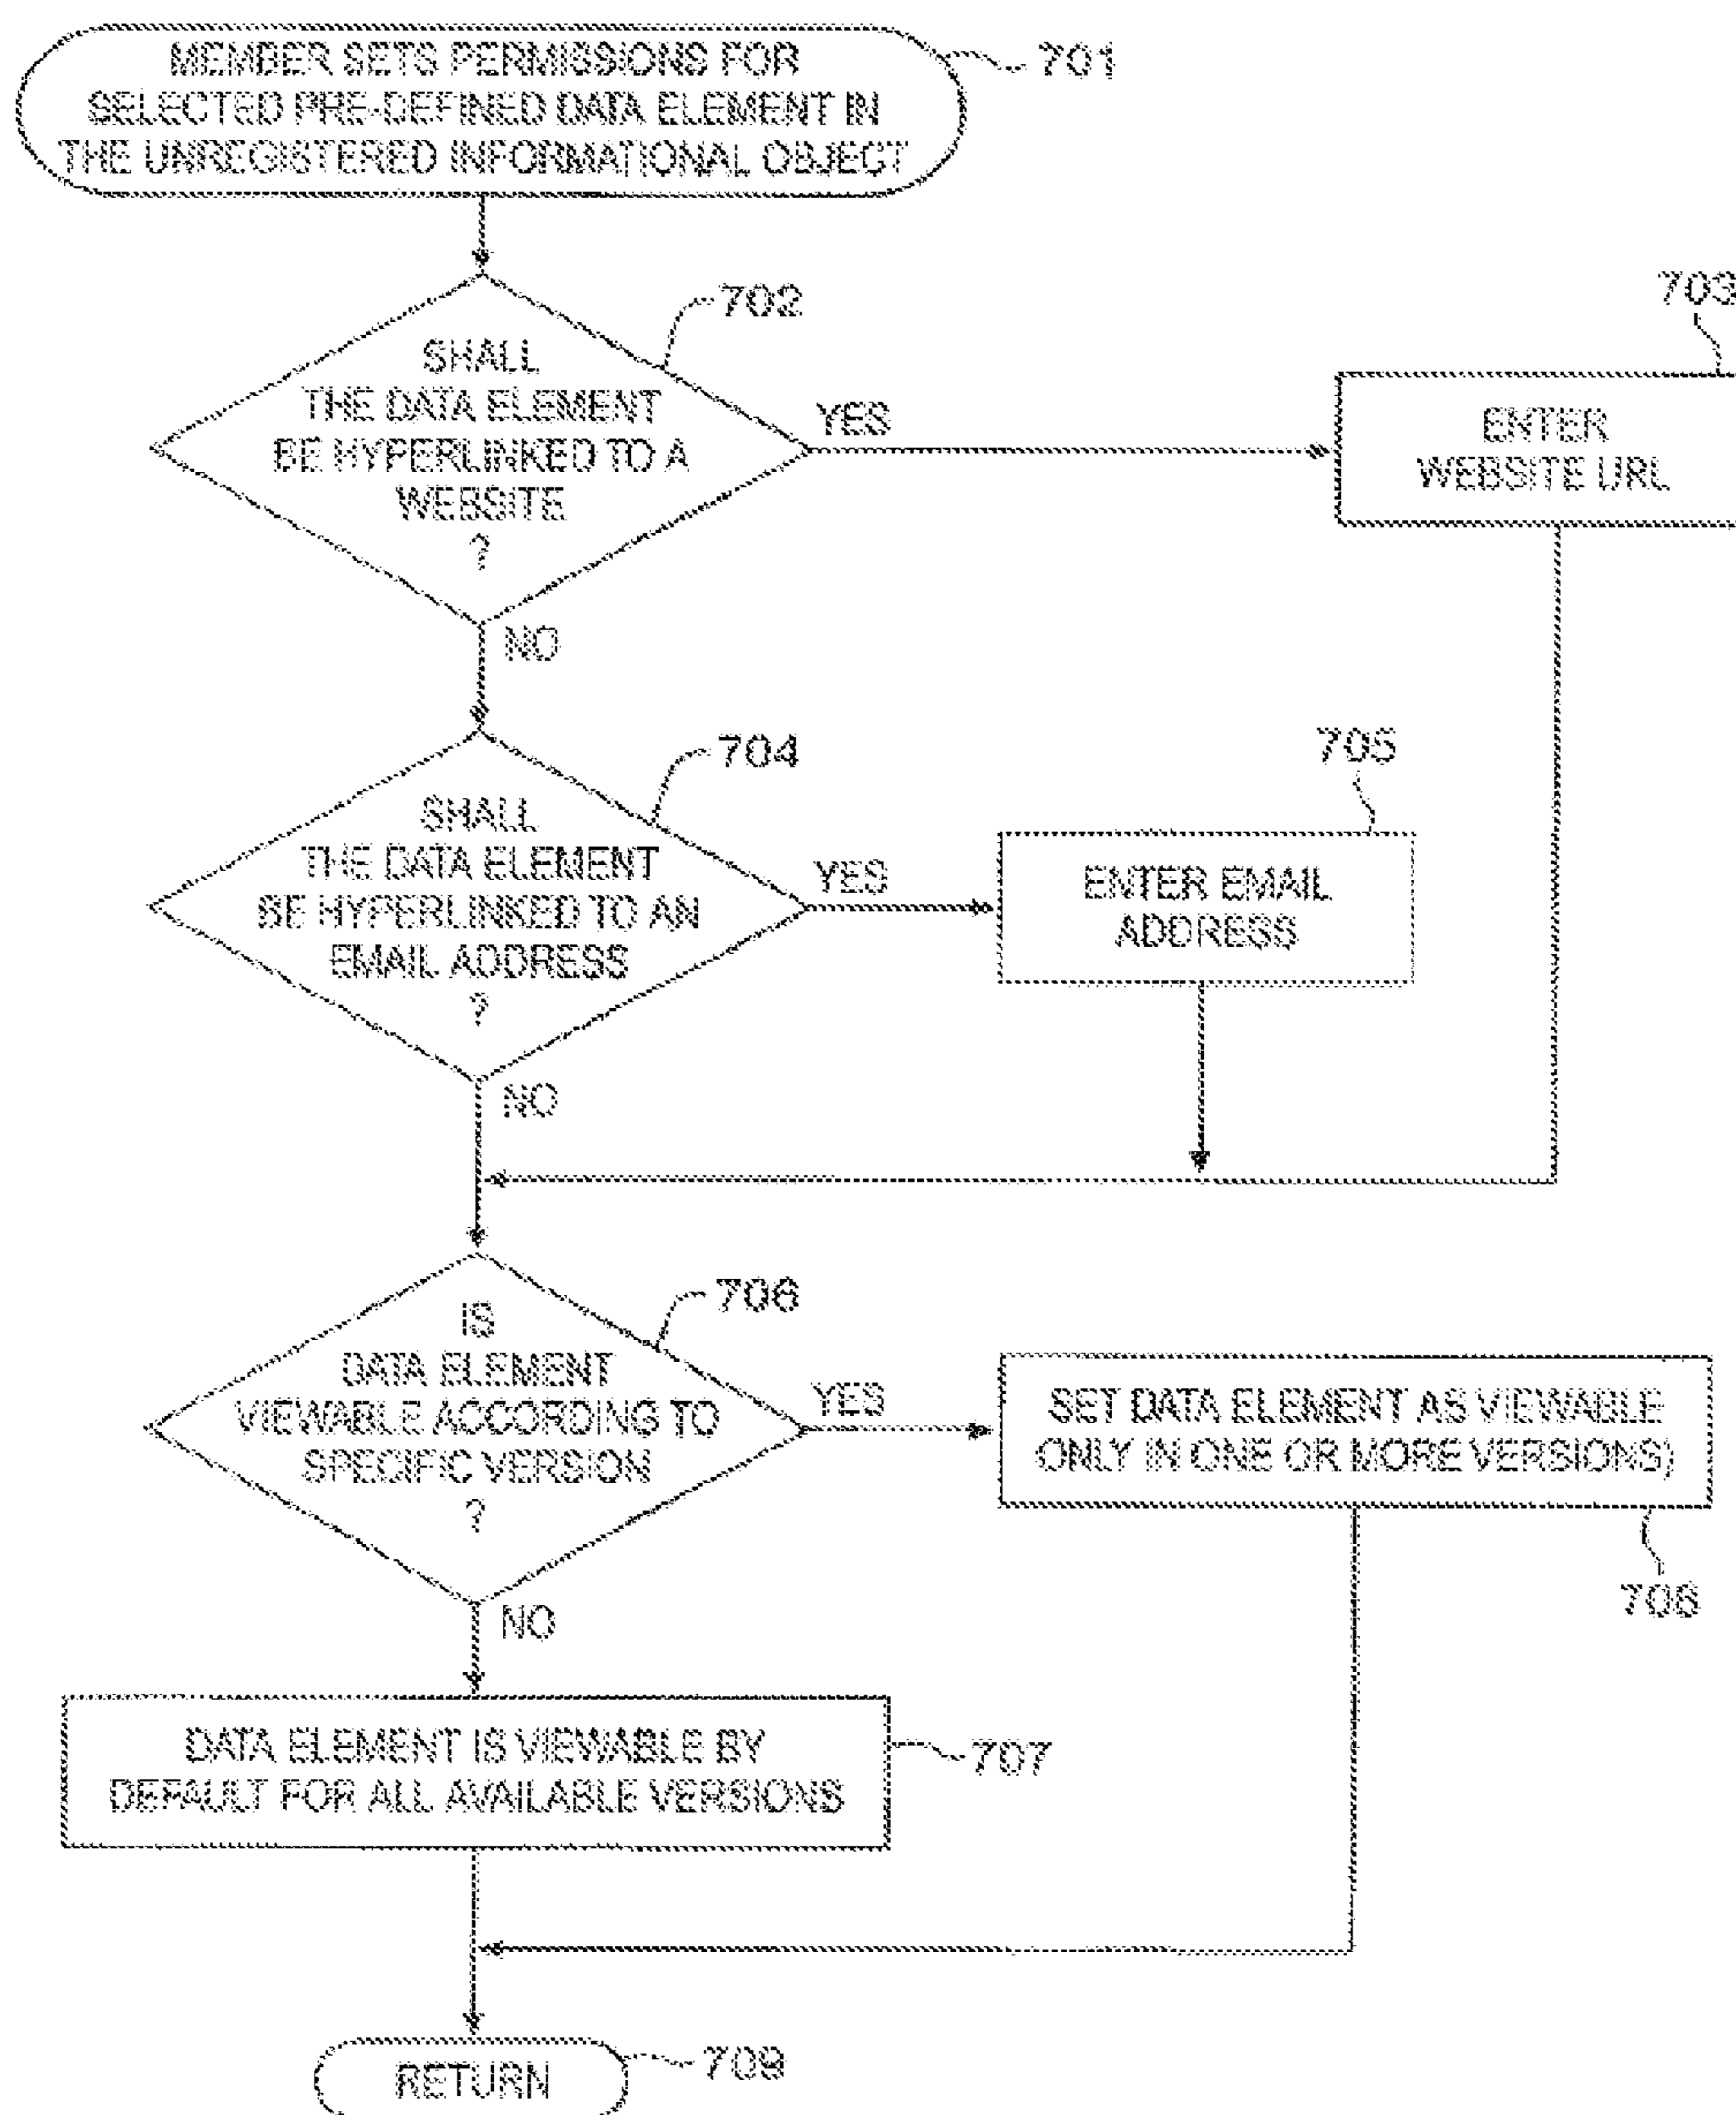 MEMBER SETS PERMISSIONS FOR
SELECTED PRE-DEFINED DATA ELEMENT IN
THE UNREGISTERED INFORMATIONAL OBJECT
701
702
SHALL
THE DATA ELEMENT
BE HYPERLINKED TO A
WEBSITE
?
YES
703
ENTER
WEBSITE URL
NO
704
SHALL
THE DATA ELEMENT
BE HYPERLINKED TO AN
EMAIL ADDRESS
?
YES
705
ENTER EMAIL
ADDRESS
NO
706
IS
DATA ELEMENT
VIEWABLE ACCORDING TO
SPECIFIC VERSION
?
YES
SET DATA ELEMENT AS VIEWABLE
ONLY IN ONE OR MORE VERSIONS)
708
NO
DATA ELEMENT IS VIEWABLE BY
DEFAULT FOR ALL AVAILABLE VERSIONS
707
RETURN
709